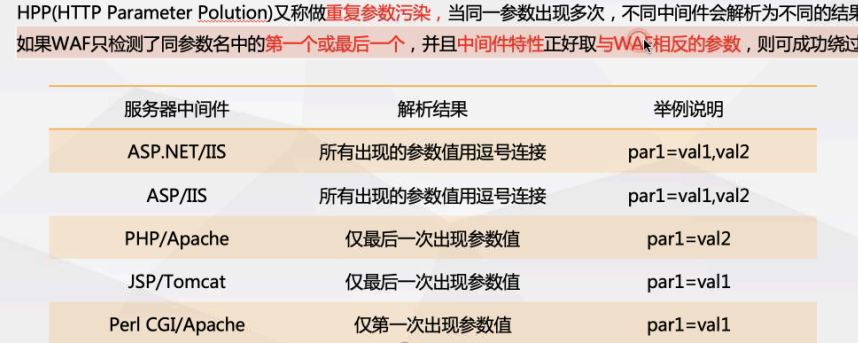 HPP(HTTP Parameter Polution)又称做重复参数污染，当同一参数出现多次，不同中间件会解析为不同的结果
如果WAF只检测了同参数名中的第一个或最后一个，并且中间件特性正好取与WAF相反的参数，则可成功绕过
服务器中间件 解析结果 举例说明
ASP.NET/IIS 所有出现的参数值用逗号连接 par1=val1,val2
ASP/IIS 所有出现的参数值用逗号连接 par1=val1,val2
PHP/Apache 仅最后一次出现参数值 par1=val2
JSP/Tomcat 仅最后一次出现参数值 par1=val1
Perl CGI/Apache 仅第一次出现参数值 par1=val1